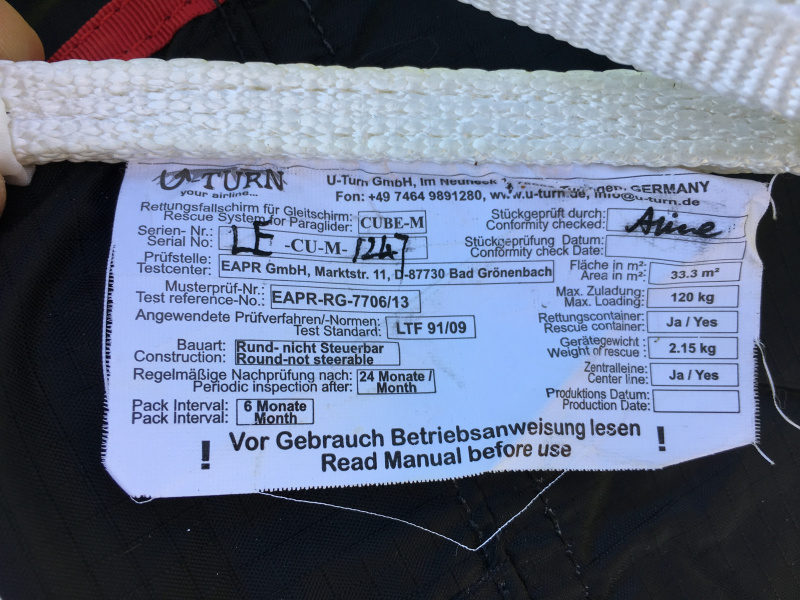 U-TURN
your airline...
U-Turn GmbH, Im Neuneck GERMANY
Fon: +49 7464 9891280, www.u-turn.de, info@u-turn.de
Rettungsfallschirm für Gleitschirm:
Rescue System for Paraglider: CUBE-M
Serien- Nr.:
Serial No: LE -CU-M- 1247
Prüfstelle:
Testcenter: EAPR GmbH, Marktstr. 11, D-87730 Bad Grönenbach
Musterprüf-Nr.:
Test reference-No.: EAPR-RG-7706/13
Angewendete Prüfverfahren/-Normen:
Test Standard: LTF 91/09
Bauart: Rund- nicht Steuerbar
Construction: Round-not steerable
Regelmäßige Nachprüfung nach: 24 Monate /
Periodic inspection after: Month
Pack Interval: 6 Monate
Pack Interval: Month
Stückgeprüft durch:
Conformity checked:
Stückgeprüfung Datum:
Conformity check Date:
Fläche in m²:
Area in m²: 33.3 m²
Max. Zuladung:
Max. Loading: 120 kg
Rettungscontainer:
Rescue container: Ja / Yes
Gerätegewicht :
Weight of rescue : 2.15 kg
Zentralleine:
Center line: Ja / Yes
Produktions Datum:
Production Date:
! Vor Gebrauch Betriebsanweisung lesen !
Read Manual before use